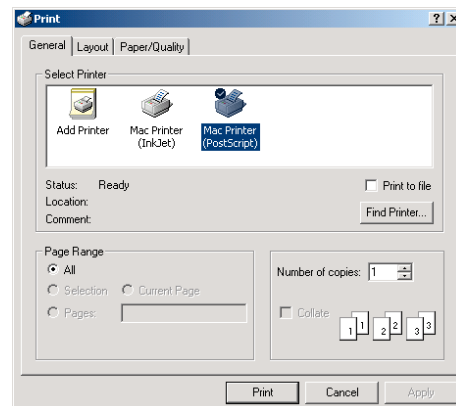 Print
General Layout Paper/Quality
Select Printer
Add Printer
Mac Printer
(InkJet)
Mac Printer
(PostScript)
Status: Ready
Location:
Comment:
Print to file
Find Printer...
Page Range
All
Selection Current Page
Pages:
Number of copies: 1
Collate
1 1 2 2 3 3
Print Cancel Apply